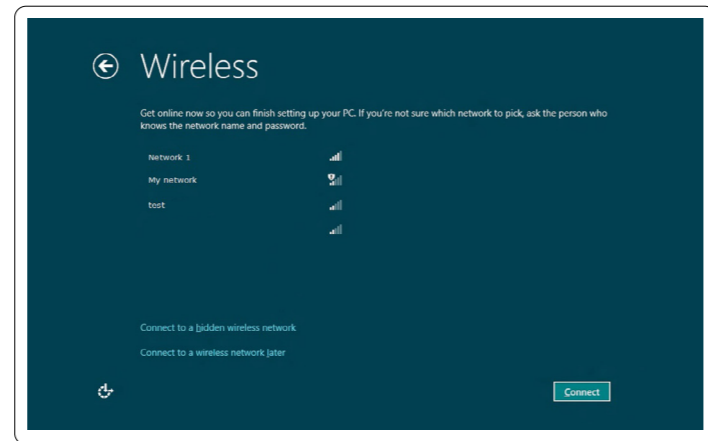 Wireless
Get online now so you can finish setting up your PC. If you're not sure which network to pick, ask the person who
knows the network name and password.
Network 1
My network
test
Connect to a hidden wireless network
Connect to a wireless network later
Connect